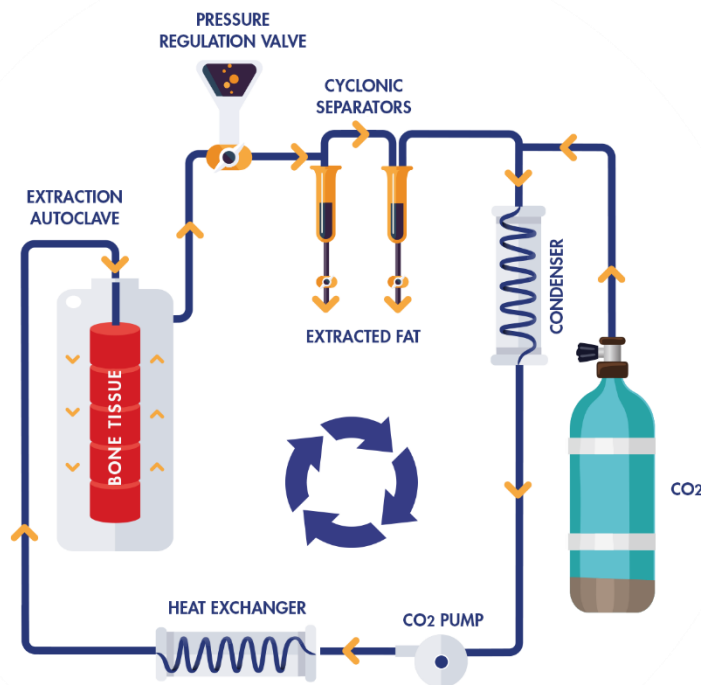 PRESSURE
REGULATION VALVE
CYCLONIC
SEPARATORS
EXTRACTION
AUTOCLAVE
BONE TISSUE
EXTRACTED FAT
CONDENSER
CO2
HEAT EXCHANGER
CO2 PUMP